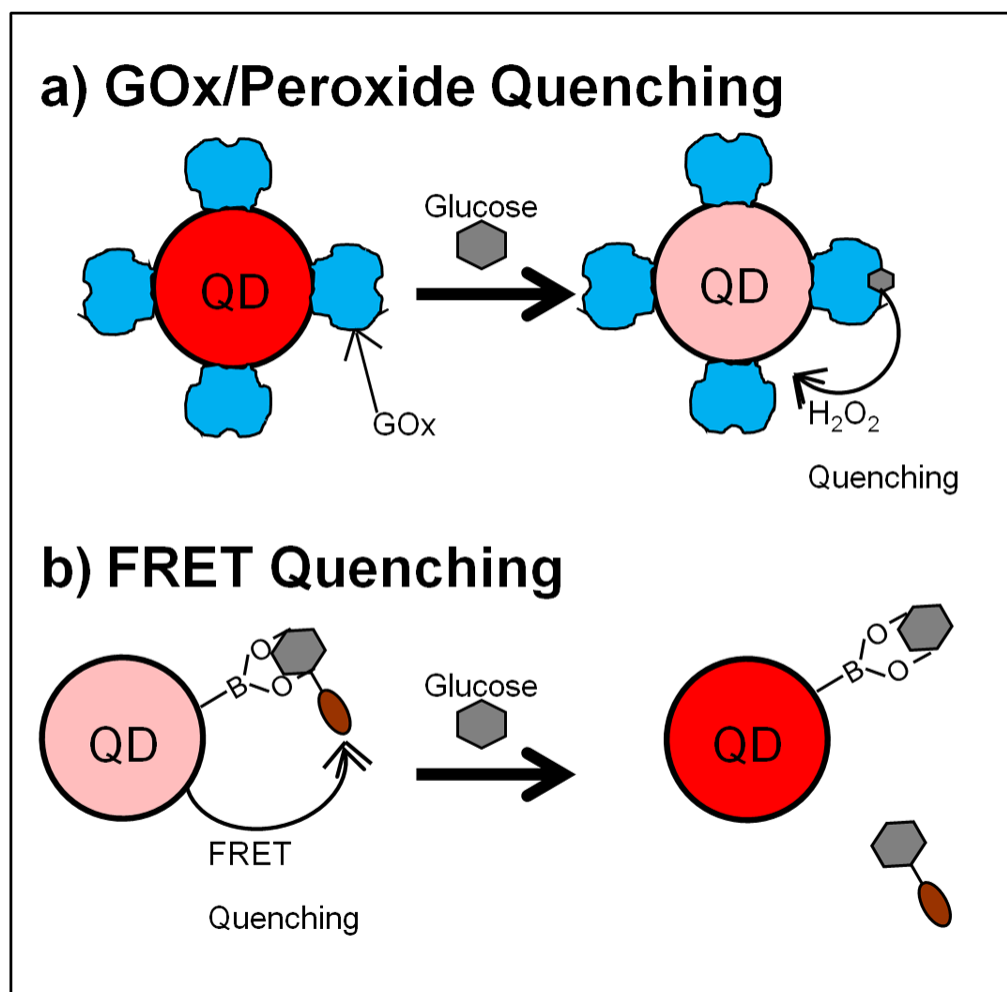 a) GOx/Peroxide Quenching
Glucose
QD
QD
GOx
H₂O₂
Quenching
b) FRET Quenching
O
B
O
Glucose
O
B
O
QD
QD
FRET
Quenching